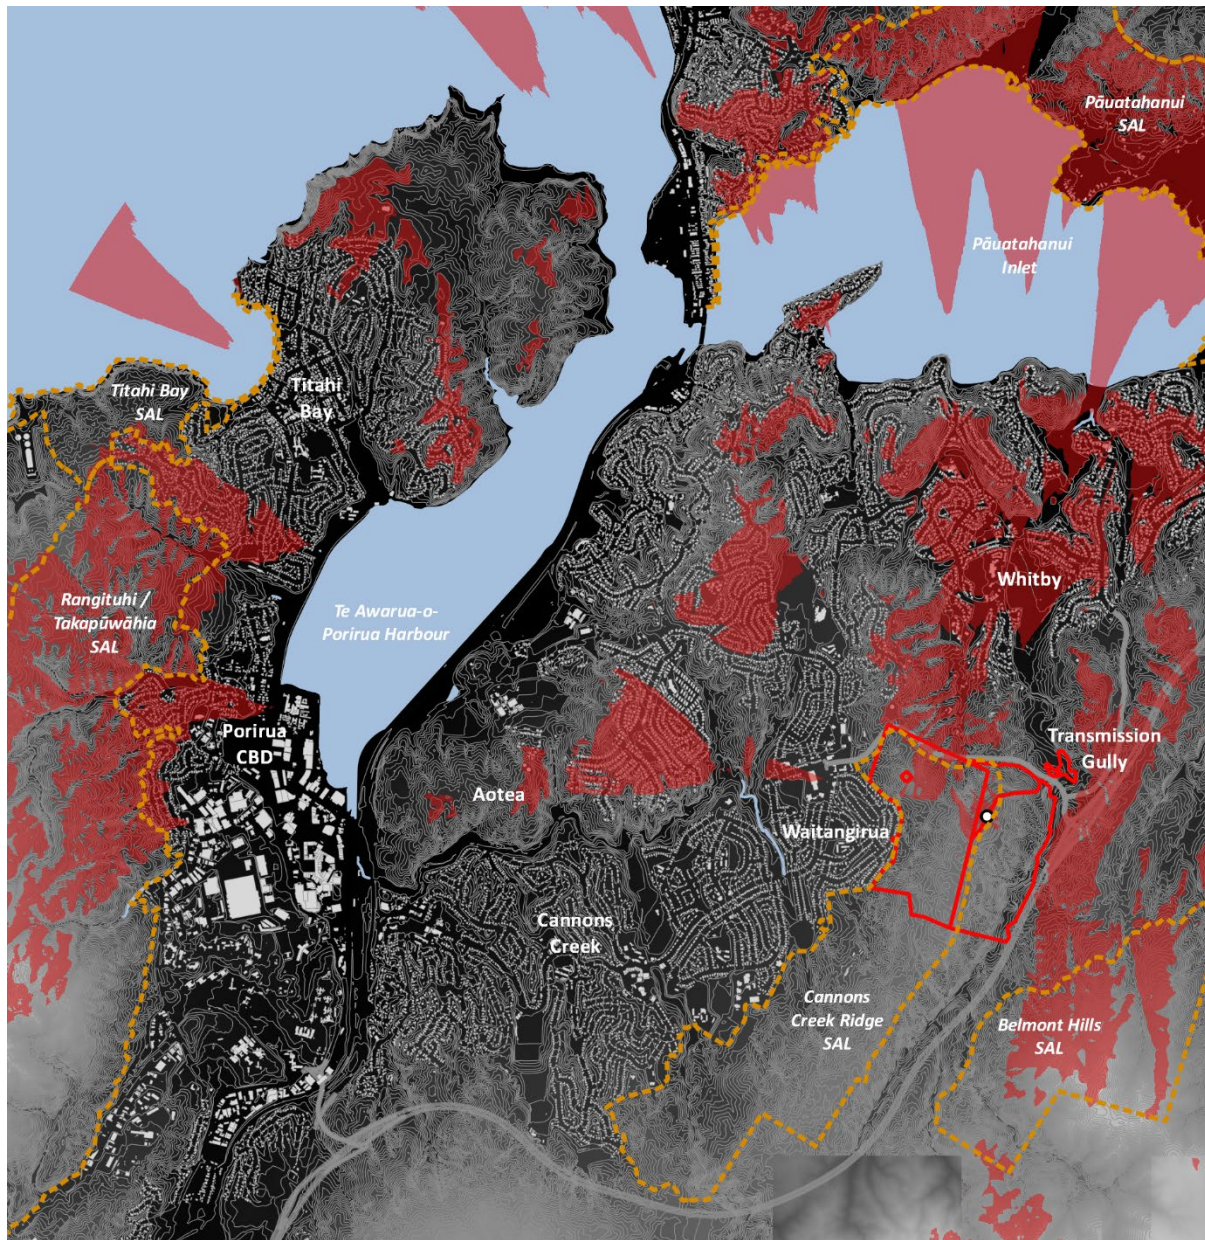 Pāuatahanui
SAL
Pāuatahanui
Inlet
Titahi Bay
SAL
Titahi
Bay
Rangituhi /
Takapūwāhia
SAL
Te Awarua-o-
Porirua Harbour
Whitby
Porirua
CBD
Transmission
Gully
Aotea
Waitangirua
Cannons
Creek
Cannons
Creek Ridge
SAL
Belmont Hills
SAL